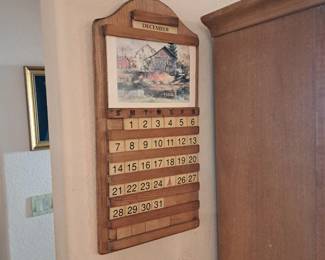 DECEMBER
S M T W T F S
1 2 3 4 5 6
7 8 9 10 11 12 13
14 15 16 17 18 19 20
21 22 23 24 26 27
28 29 30 31